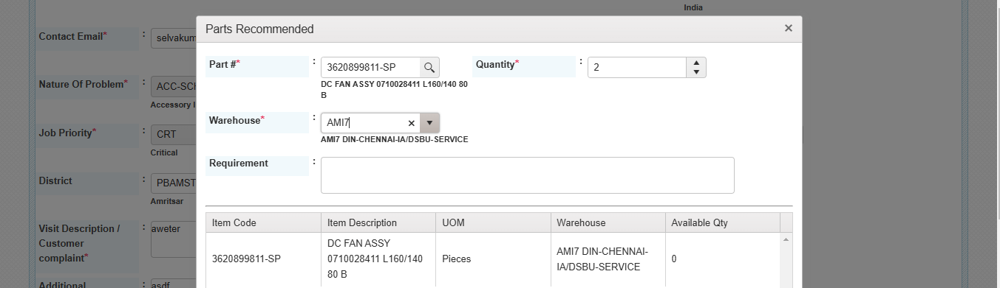 India
Parts Recommended
×
Contact Email* :
selvakum
Part #* : 3620899811-SP
Quantity* : 2
DC FAN ASSY 0710028411 L160/140 80
B
Nature Of Problem* :
ACC-SCH
Accessory I
Warehouse* : AMI7
AMI7 DIN-CHENNAI-IA/DSBU-SERVICE
Job Priority* :
CRT
Critical
Requirement :
District :
PBAMST
Amritsar
Visit Description /
Customer
complaint*
:
aweter
Additional
:
asdf
Item Code Item Description UOM Warehouse Available Qty
3620899811-SP
DC FAN ASSY
0710028411 L160/140
80 B
Pieces
AMI7 DIN-CHENNAI-
IA/DSBU-SERVICE
0